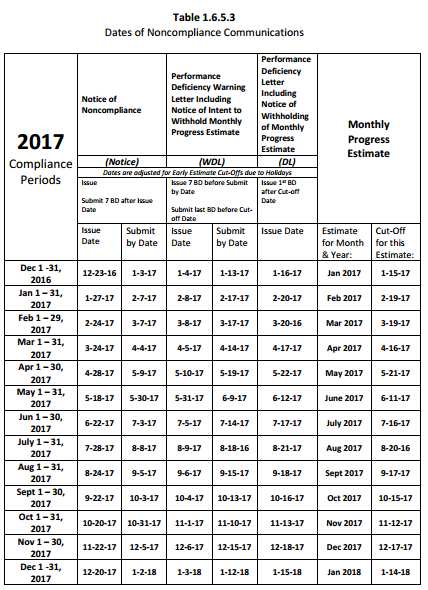 Table 1.6.5.3
Dates of Noncompliance Communications
2017
Compliance
Periods
Notice of
Noncompliance
Performance
Deficiency Warning
Letter Including
Notice of Intent to
Withhold Monthly
Progress Estimate
Performance
Deficiency
Letter
Including
Notice of
Withholding
of Monthly
Progress
Estimate
Monthly
Progress
Estimate
(Notice) (WDL) (DL)
Dates are adjusted for Early Estimate Cut-Offs due to Holidays
Issue
Submit 7 BD after Issue
Date
Issue 7 BD before Submit
by Date
Submit last BD before Cut-
off Date
Issue 1st BD
after Cut-off
Date
Issue
Date
Submit
by Date
Issue
Date
Submit
by Date
Issue Date
Estimate
for Month
& Year:
Cut-Off
for this
Estimate:
Dec 1 -31,
2016
12-23-16 1-3-17 1-4-17 1-13-17 1-16-17 Jan 2017 1-15-17
Jan 1 – 31,
2017
1-27-17 2-7-17 2-8-17 2-17-17 2-20-17 Feb 2017 2-19-17
Feb 1 – 29,
2017
2-24-17 3-7-17 3-8-17 3-17-17 3-20-16 Mar 2017 3-19-17
Mar 1 – 31,
2017
3-24-17 4-4-17 4-5-17 4-14-17 4-17-17 Apr 2017 4-16-17
Apr 1 – 30,
2017
4-28-17 5-9-17 5-10-17 5-19-17 5-22-17 May 2017 5-21-17
May 1 – 31,
2017
5-18-17 5-30-17 5-31-17 6-9-17 6-12-17 June 2017 6-11-17
Jun 1 – 30,
2017
6-22-17 7-3-17 7-5-17 7-14-17 7-17-17 July 2017 7-16-17
July 1 – 31,
2017
7-28-17 8-8-17 8-9-17 8-18-16 8-21-17 Aug 2017 8-20-16
Aug 1 – 31,
2017
8-24-17 9-5-17 9-6-17 9-15-17 9-18-17 Sept 2017 9-17-17
Sept 1 – 30,
2017
9-22-17 10-3-17 10-4-17 10-13-17 10-16-17 Oct 2017 10-15-17
Oct 1 – 31,
2017
10-20-17 10-31-17 11-1-17 11-10-17 11-13-17 Nov 2017 11-12-17
Nov 1 – 30,
2017
11-22-17 12-5-17 12-6-17 12-15-17 12-18-17 Dec 2017 12-17-17
Dec 1 -31,
2017
12-20-17 1-2-18 1-3-18 1-12-18 1-15-18 Jan 2018 1-14-18